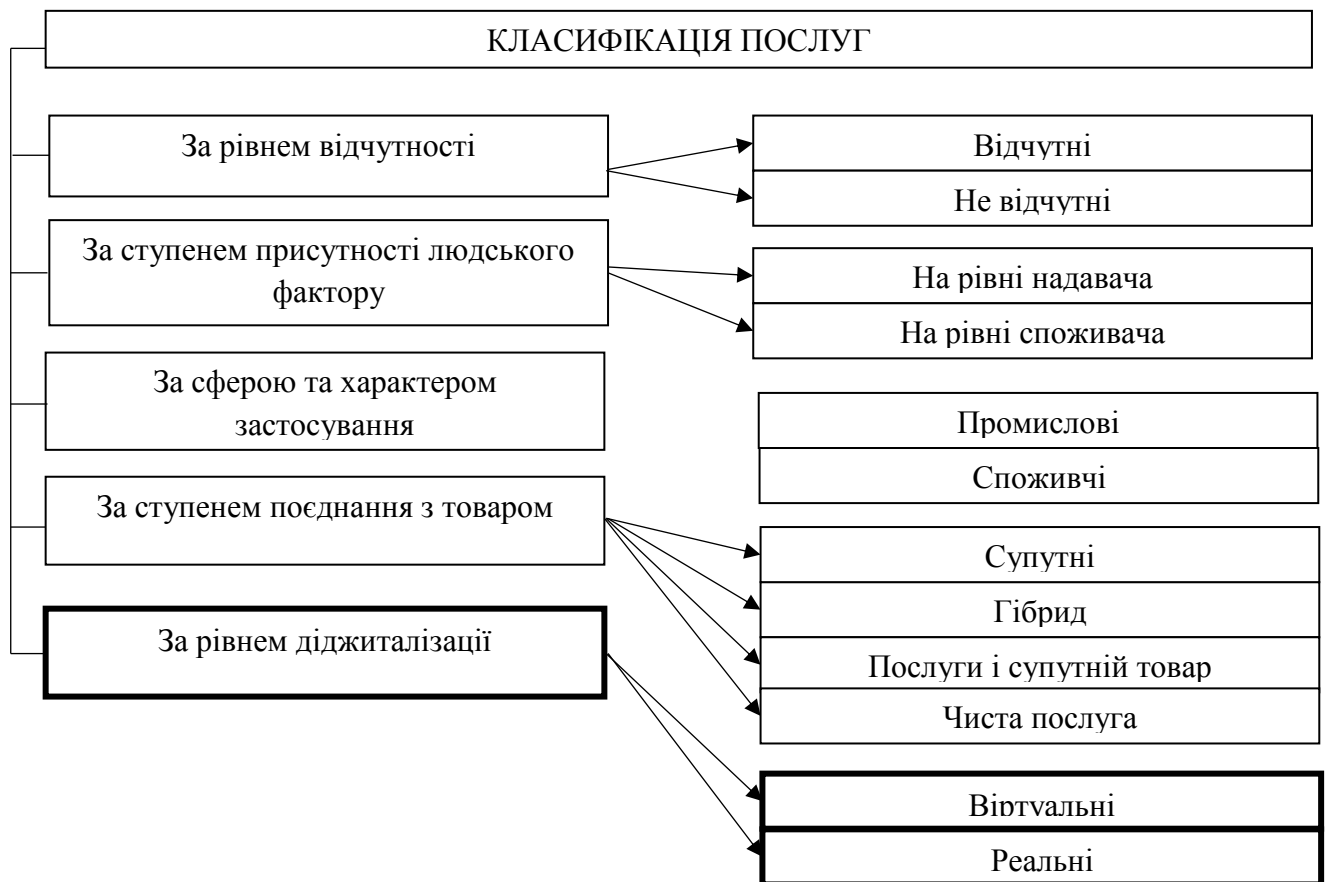 КЛАСИФІКАЦІЯ ПОСЛУГ
За рівнем відчутності
Відчутні
Не відчутні
За ступенем присутності людського
фактору
На рівні надавача
На рівні споживача
За сферою та характером
застосування
Промислові
Споживчі
За ступенем поєднання з товаром
Супутні
Гібрид
Послуги і супутній товар
Чиста послуга
За рівнем діджиталізації
Віртуальні
Реальні